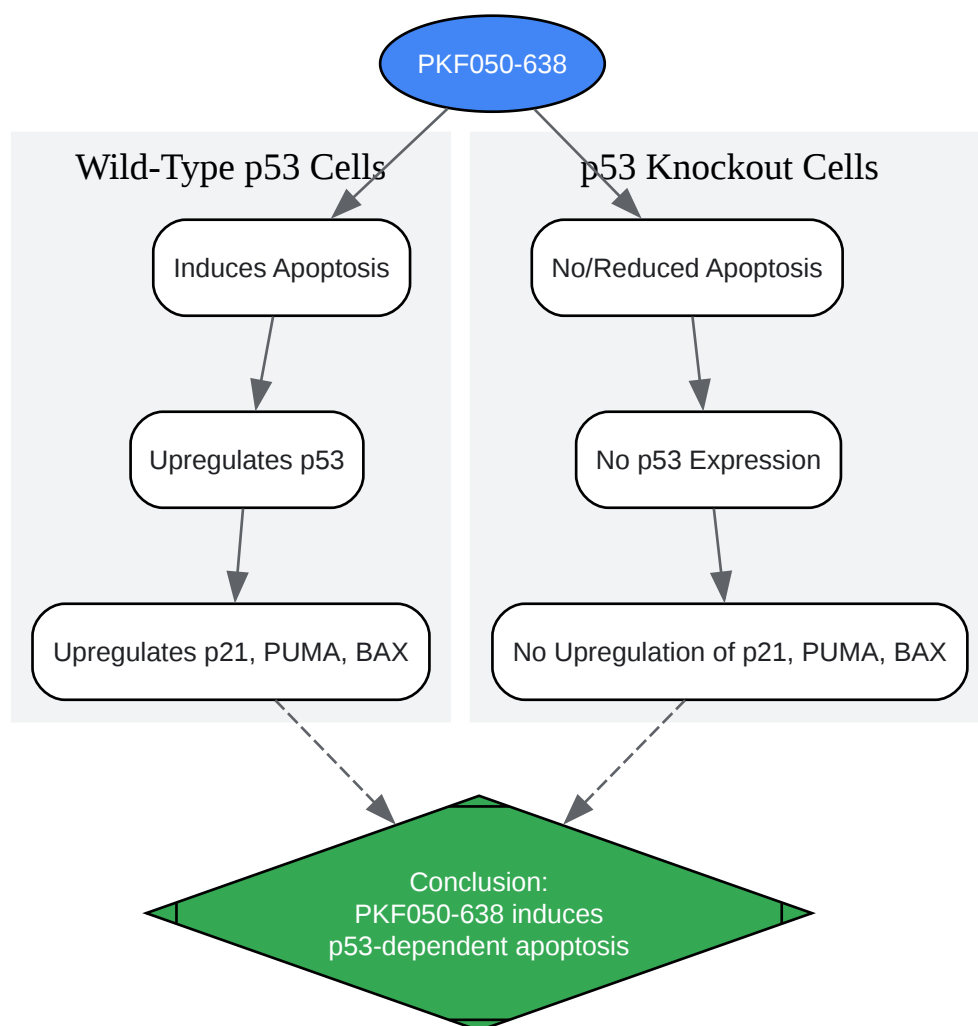 PKF050-638
Wild-Type p53 Cells
p53 Knockout Cells
Induces Apoptosis
No/Reduced Apoptosis
Upregulates p53
No p53 Expression
Upregulates p21, PUMA, BAX
No Upregulation of p21, PUMA, BAX
Conclusion:
PKF050-638 induces
p53-dependent apoptosis